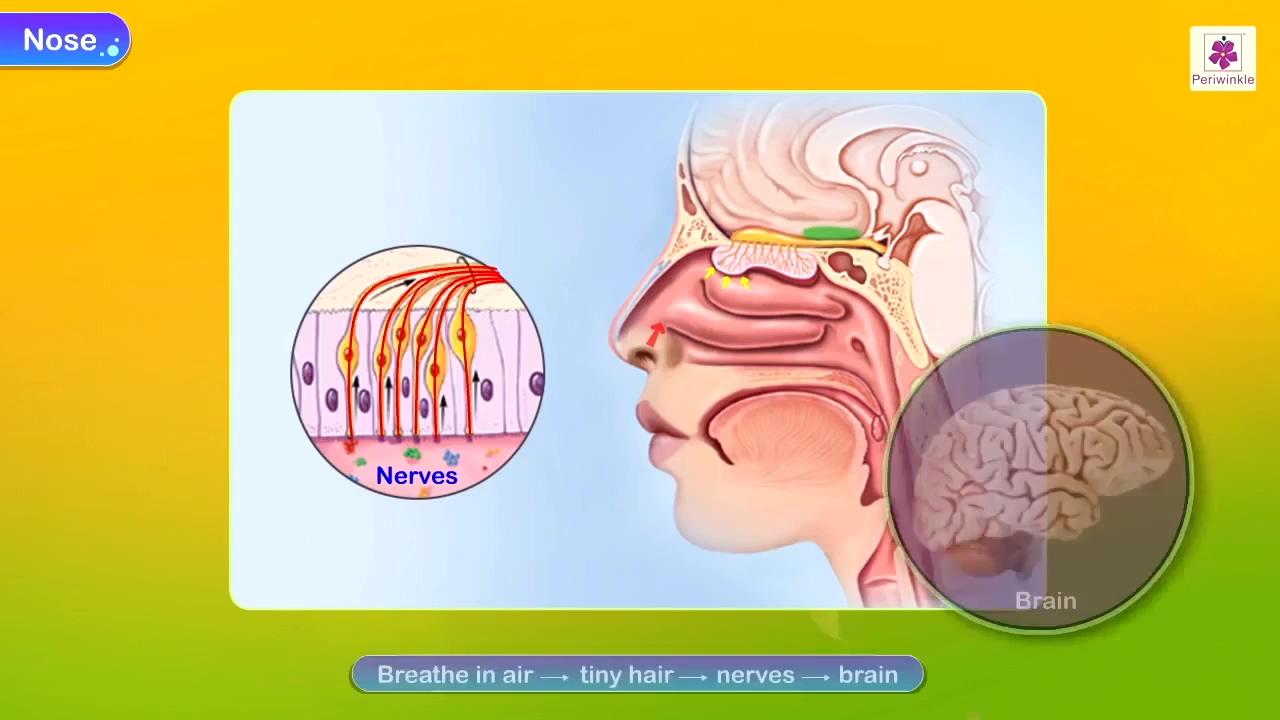 Nose
Periwinkle
Nerves
Brain
Breathe in air → tiny hair → nerves → brain